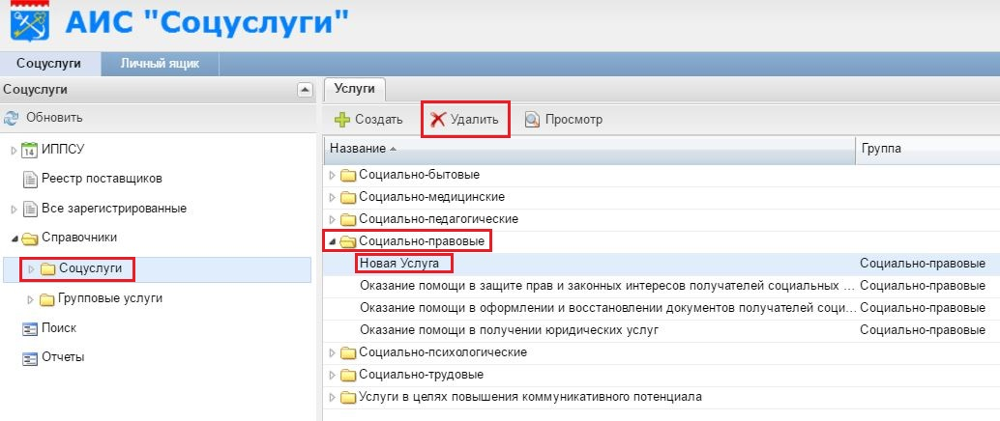 АИС "Соцуслуги"
Соцуслуги Личный ящик
Соцуслуги
Обновить
14 ИППСУ
Реестр поставщиков
Все зарегистрированные
Справочники
Соцуслуги
Групповые услуги
Поиск
Отчеты
Услуги
Создать Удалить Просмотр
Название Группа
Социально-бытовые
Социально-медицинские
Социально-педагогические
Социально-правовые
Новая Услуга Социально-правовые
Оказание помощи в защите прав и законных интересов получателей социальных ... Социально-правовые
Оказание помощи в оформлении и восстановлении документов получателей соци... Социально-правовые
Оказание помощи в получении юридических услуг Социально-правовые
Социально-психологические
Социально-трудовые
Услуги в целях повышения коммуникативного потенциала